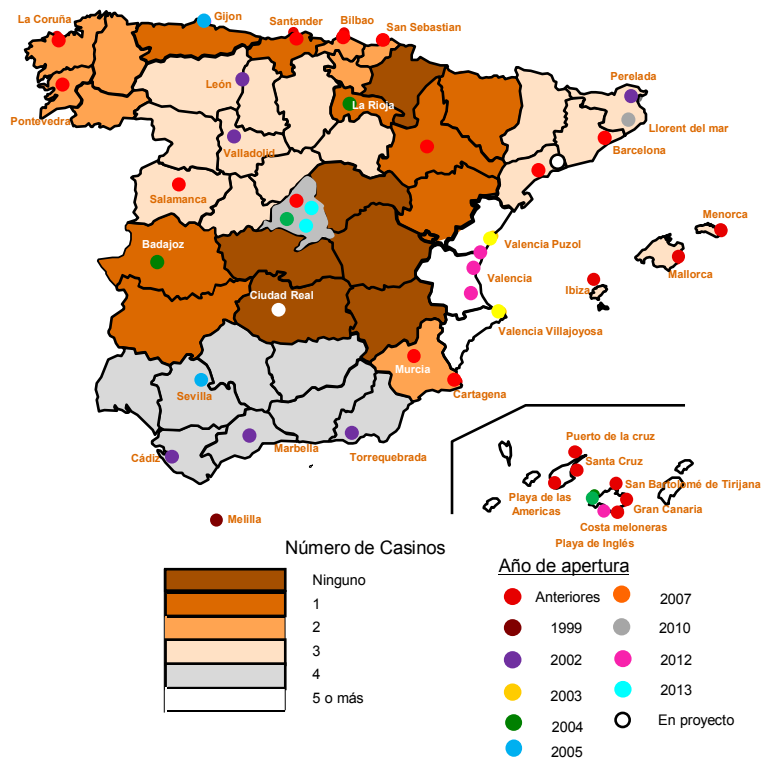 La Coruña
Gijon
Santander
Bilbao
San Sebastian
León
La Rioja
Perelada
Pontevedra
Valladolid
Llorent del mar
Barcelona
Salamanca
Menorca
Badajoz
Valencia Puzol
Mallorca
Valencia
Ibiza
Ciudad Real
Valencia Villajoyosa
Murcia
Sevilla
Cartagena
Cádiz
Marbella
Torrequebrada
Puerto de la cruz
Santa Cruz
San Bartolomé de Tirijana
Playa de las
Americas
Gran Canaria
Costa meloneras
Playa de Inglés
Melilla
Número de Casinos
Ninguno
1
2
3
4
5 o más
Año de apertura
Anteriores
2007
1999
2010
2002
2012
2003
2013
2004
En proyecto
2005